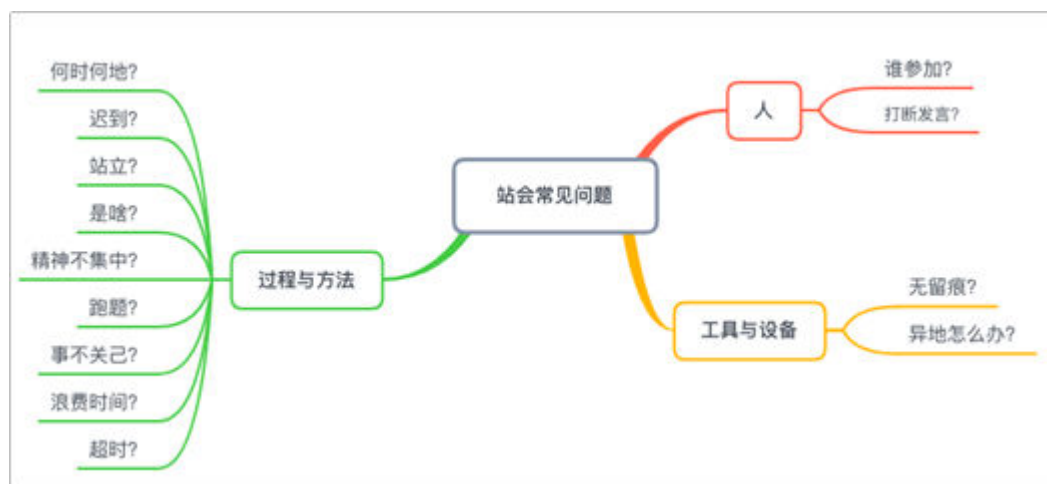 站会常见问题
人
谁参加?
打断发言?
工具与设备
无留痕?
异地怎么办?
过程与方法
何时何地?
迟到?
站立?
是啥?
精神不集中?
跑题?
事不关己?
浪费时间?
超时?